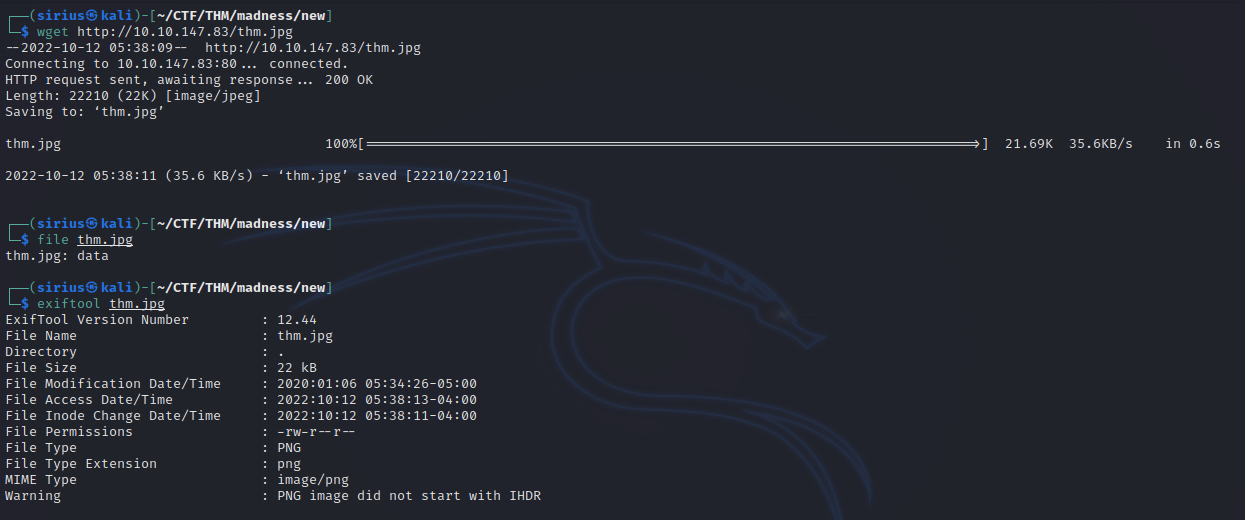 ┌──(sirius㉿kali)-[~/CTF/THM/madness/new]
└─$ wget http://10.10.147.83/thm.jpg
--2022-10-12 05:38:09--  http://10.10.147.83/thm.jpg
Connecting to 10.10.147.83:80... connected.
HTTP request sent, awaiting response... 200 OK
Length: 22210 (22K) [image/jpeg]
Saving to: ‘thm.jpg’
thm.jpg 100%[===================================================================>] 21.69K 35.6KB/s in 0.6s
2022-10-12 05:38:11 (35.6 KB/s) - ‘thm.jpg’ saved [22210/22210]
┌──(sirius㉿kali)-[~/CTF/THM/madness/new]
└─$ file thm.jpg
thm.jpg: data
┌──(sirius㉿kali)-[~/CTF/THM/madness/new]
└─$ exiftool thm.jpg
ExifTool Version Number : 12.44
File Name : thm.jpg
Directory : .
File Size : 22 kB
File Modification Date/Time : 2020:01:06 05:34:26-05:00
File Access Date/Time : 2022:10:12 05:38:13-04:00
File Inode Change Date/Time : 2022:10:12 05:38:11-04:00
File Permissions : -rw-r--r--
File Type : PNG
File Type Extension : png
MIME Type : image/png
Warning : PNG image did not start with IHDR